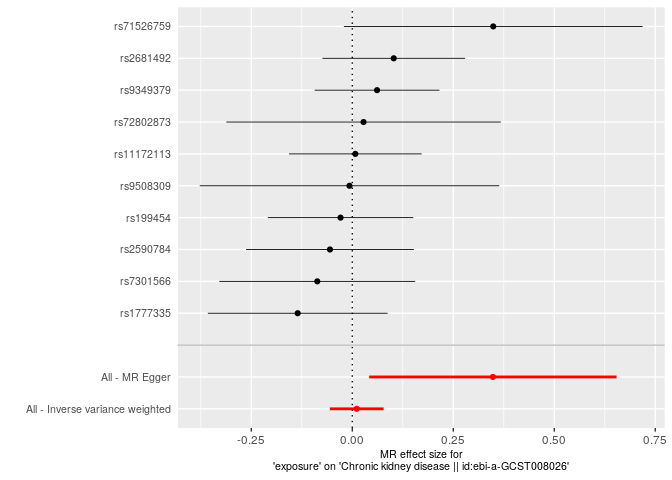 rs71526759
rs2681492
rs9349379
rs72802873
rs11172113
rs9508309
rs199454
rs2590784
rs7301566
rs1777335
All - MR Egger
All - Inverse variance weighted
-0.25 0.00 0.25 0.50 0.75
MR effect size for
'exposure' on 'Chronic kidney disease || id:ebi-a-GCST008026'